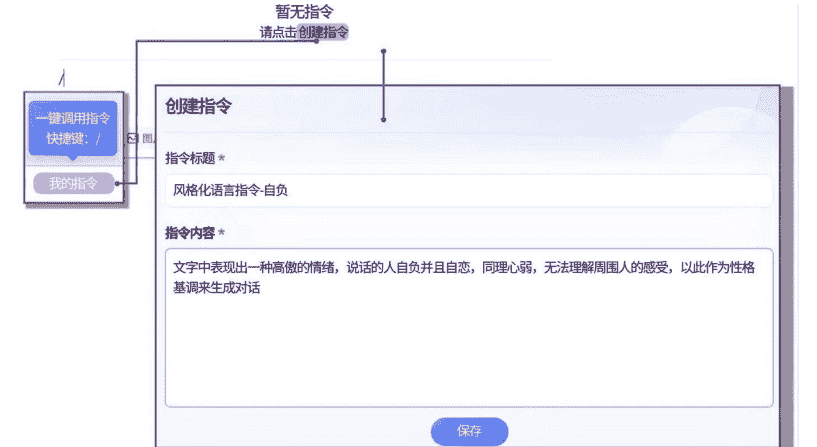 暂无指令
请点击创建指令
/
一键调用指令
快捷键：/
图
我的指令
创建指令
指令标题 *
风格化语言指令-自负
指令内容 *
文字中表现出一种高傲的情绪，说话的人自负并且自恋，同理心弱，无法理解周围人的感受，以此作为性格
基调来生成对话
保存